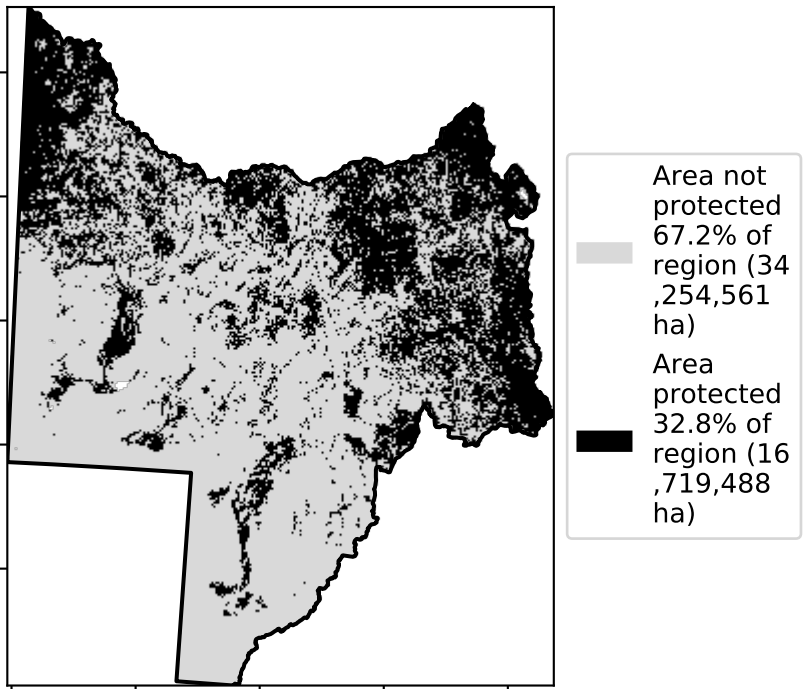 Area not
protected
67.2% of
region (34
,254,561
ha)
Area
protected
32.8% of
region (16
,719,488
ha)